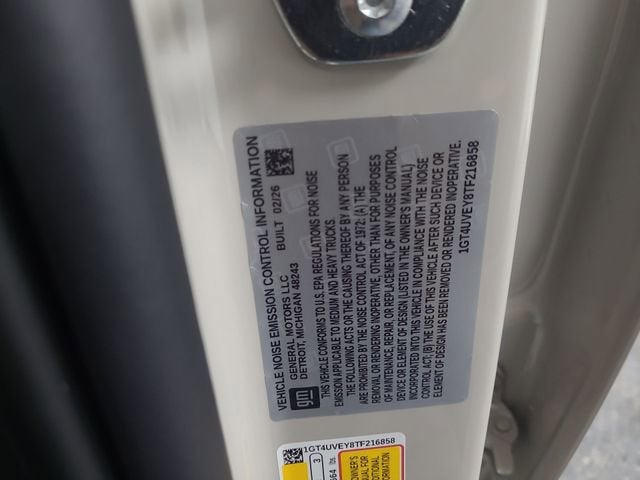 VEHICLE NOISE EMISSION CONTROL INFORMATION
GENERAL MOTORS LLC BUILT 02/26
DETROIT, MICHIGAN 48243
gm
THIS VEHICLE CONFORMS TO U.S. EPA REGULATIONS FOR NOISE
EMISSION APPLICABLE TO MEDIUM AND HEAVY TRUCKS.
THE FOLLOWING ACTS OR THE CAUSING THEREOF BY ANY PERSON
ARE PROHIBITED BY THE NOISE CONTROL ACT OF 1972: (A) THE
REMOVAL OR RENDERING INOPERATIVE, OTHER THAN FOR PURPOSES
OF MAINTENANCE, REPAIR, OR REPLACEMENT, OF ANY NOISE CONTROL
DEVICE OR ELEMENT OF DESIGN (LISTED IN THE OWNER'S MANUAL)
INCORPORATED INTO THIS VEHICLE IN COMPLIANCE WITH THE NOISE
CONTROL ACT, (B) THE USE OF THIS VEHICLE AFTER SUCH DEVICE OR
ELEMENT OF DESIGN HAS BEEN REMOVED OR RENDERED INOPERATIVE.
1GT4UVEY8TF216858
1GT4UVEY8TF216858
3
lbs.
OWNER'S